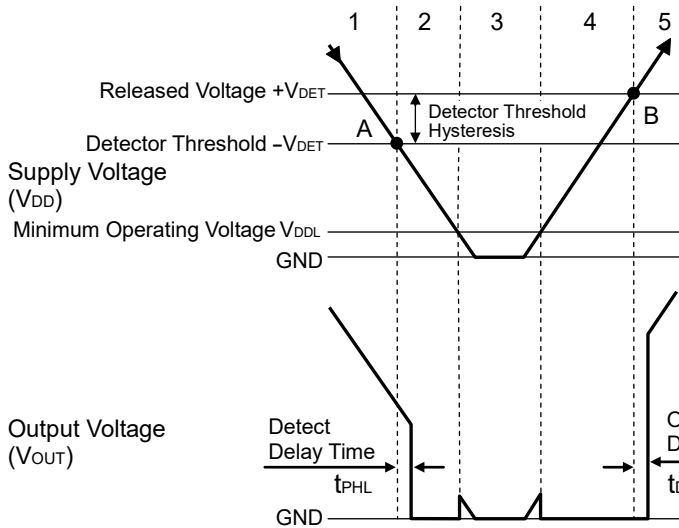 1 2 3 4 5
Released Voltage +VDET
A
B
Detector Threshold
Hysteresis
Detector Threshold –VDET
Supply Voltage
(VDD)
Minimum Operating Voltage VDDL
GND
Output Voltage
(VOUT)
Detect
Delay Time
tPHL
GND